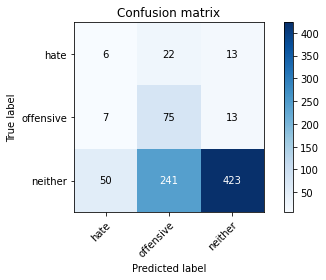 Confusion matrix
True label
hate
6 22 13
offensive
7 75 13
neither
50 241 423
hate
offensive
neither
Predicted label
400
350
300
250
200
150
100
50